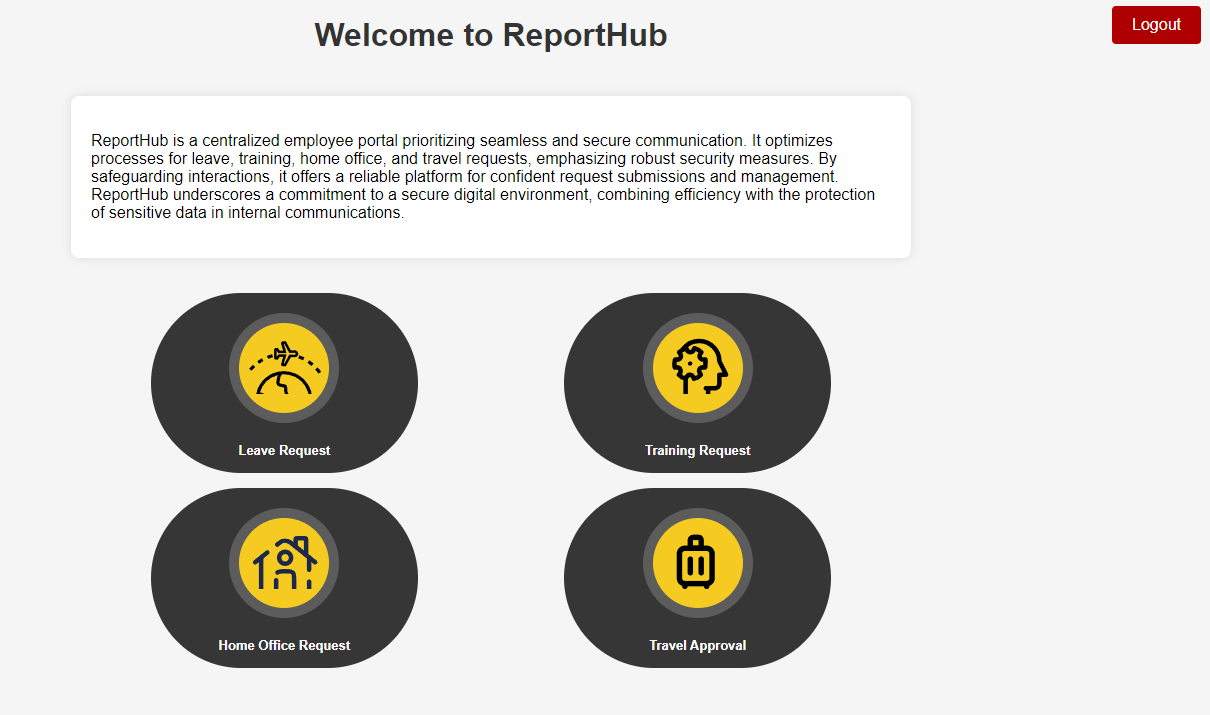 Welcome to ReportHub
Logout
ReportHub is a centralized employee portal prioritizing seamless and secure communication. It optimizes
processes for leave, training, home office, and travel requests, emphasizing robust security measures. By
safeguarding interactions, it offers a reliable platform for confident request submissions and management.
ReportHub underscores a commitment to a secure digital environment, combining efficiency with the protection
of sensitive data in internal communications.
Leave Request
Training Request
Home Office Request
Travel Approval